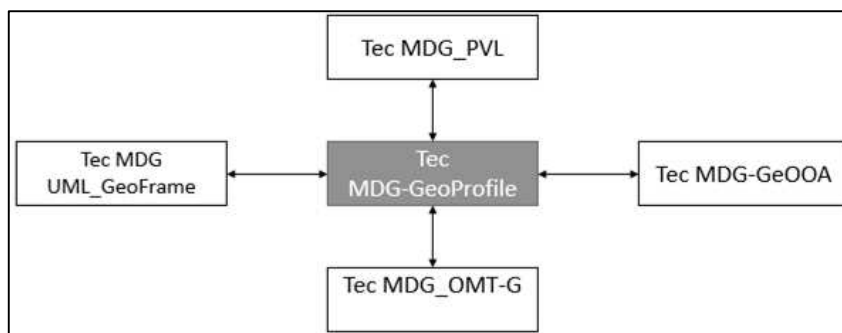 Tec MDG_PVL
Tec MDG
UML_GeoFrame
Tec
MDG-GeoProfile
Tec MDG-GeOOA
Tec MDG_OMT-G